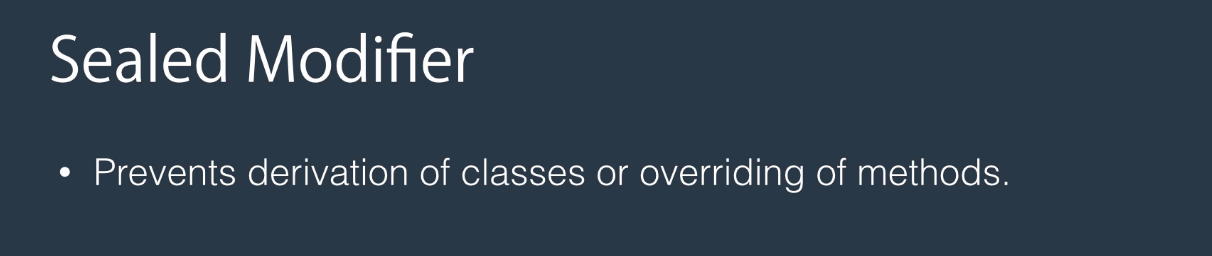 Sealed Modifier
• Prevents derivation of classes or overriding of methods.